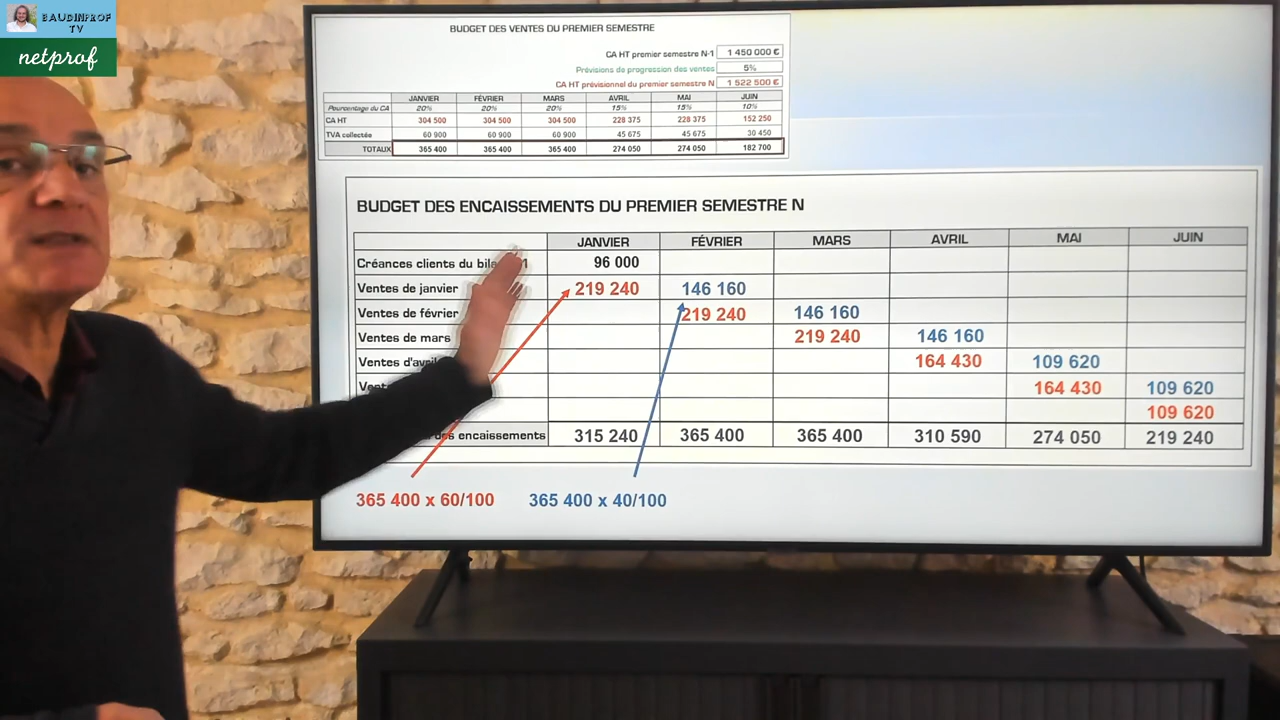 BAUDINPROF
TV
netprof
BUDGET DES VENTES DU PREMIER SEMESTRE
CA HT premier semestre N-1 1 450 000 €
Prévisions de progression des ventes 5%
CA HT prévisionnel du premier semestre N 1 522 500 €
JANVIER FÉVRIER MARS AVRIL MAI JUIN
Pourcentage du CA 20% 20% 20% 15% 15% 10%
CA HT 304 500 304 500 304 500 228 375 228 375 152 250
TVA collectée 60 900 60 900 60 900 45 675 45 675 30 450
TOTAUX 365 400 365 400 365 400 274 050 274 050 182 700
BUDGET DES ENCAISSEMENTS DU PREMIER SEMESTRE N
JANVIER FÉVRIER MARS AVRIL MAI JUIN
Créances clients du 96 000
Ventes de janvier 219 240 146 160
Ventes de février 219 240 146 160
Ventes de mars 219 240 146 160
Ventes 164 430 109 620
164 430 109 620
109 620
des encaissements 315 240 365 400 365 400 310 590 274 050 219 240
365 400 x 60/100 365 400 x 40/100